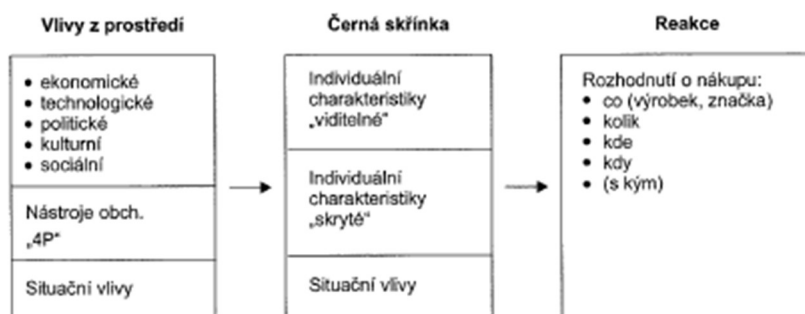 Vlivy z prostředí
• ekonomické
• technologické
• politické
• kulturní
• sociální
Nástroje obch.
„4P“
Situační vlivy
Černá skřínka
Individuální
charakteristiky
„viditelné“
Individuální
charakteristiky
„skryté“
Situační vlivy
Reakce
Rozhodnutí o nákupu:
• co (výrobek, značka)
• kolik
• kde
• kdy
• (s kým)